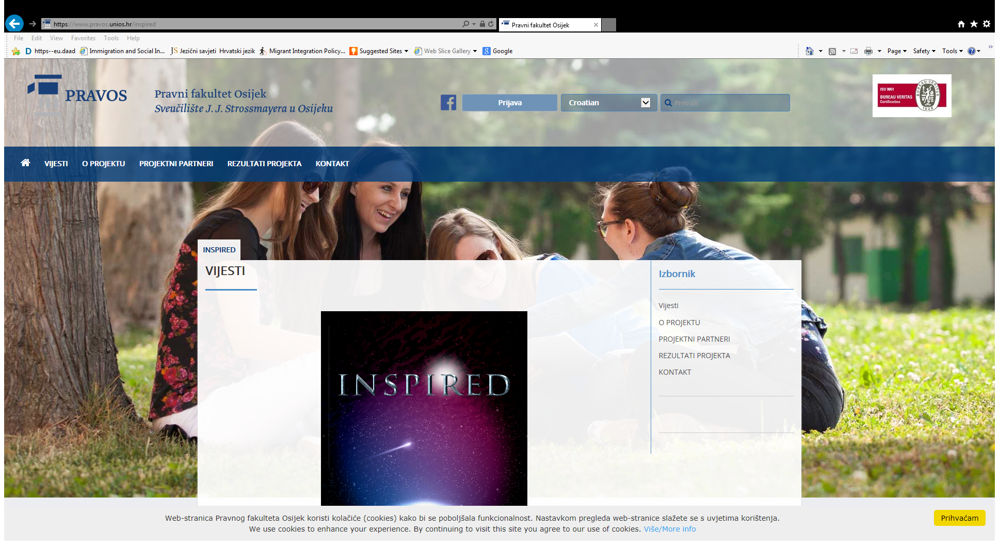 https://www.pravos.unios.hr/inspired
Pravni fakultet Osijek
File Edit View Favorites Tools Help
D https--eu.daad Immigration and Social In... JS Jezični savjeti Hrvatski jezik Migrant Integration Policy... Suggested Sites Web Slice Gallery 8 Google
Page Safety Tools
PRAVOS
Pravni fakultet Osijek
Sveučilište J. J. Strossmayera u Osijeku
Prijava
Croatian
Pretraži
ISO 9001
BUREAU VERITAS
Certification
BUREAU VERITAS
1828
VIJESTI O PROJEKTU PROJEKTNI PARTNERI REZULTATI PROJEKTA KONTAKT
INSPIRED
VIJESTI
INSPIRED
Izbornik
Vijesti
O PROJEKTU
PROJEKTNI PARTNERI
REZULTATI PROJEKTA
KONTAKT
Web-stranica Pravnog fakulteta Osijek koristi kolačiće (cookies) kako bi se poboljšala funkcionalnost. Nastavkom pregleda web-stranice slažete se s uvjetima korištenja.
We use cookies to enhance your experience. By continuing to visit this site you agree to our use of cookies. Više/More info
Prihvaćam